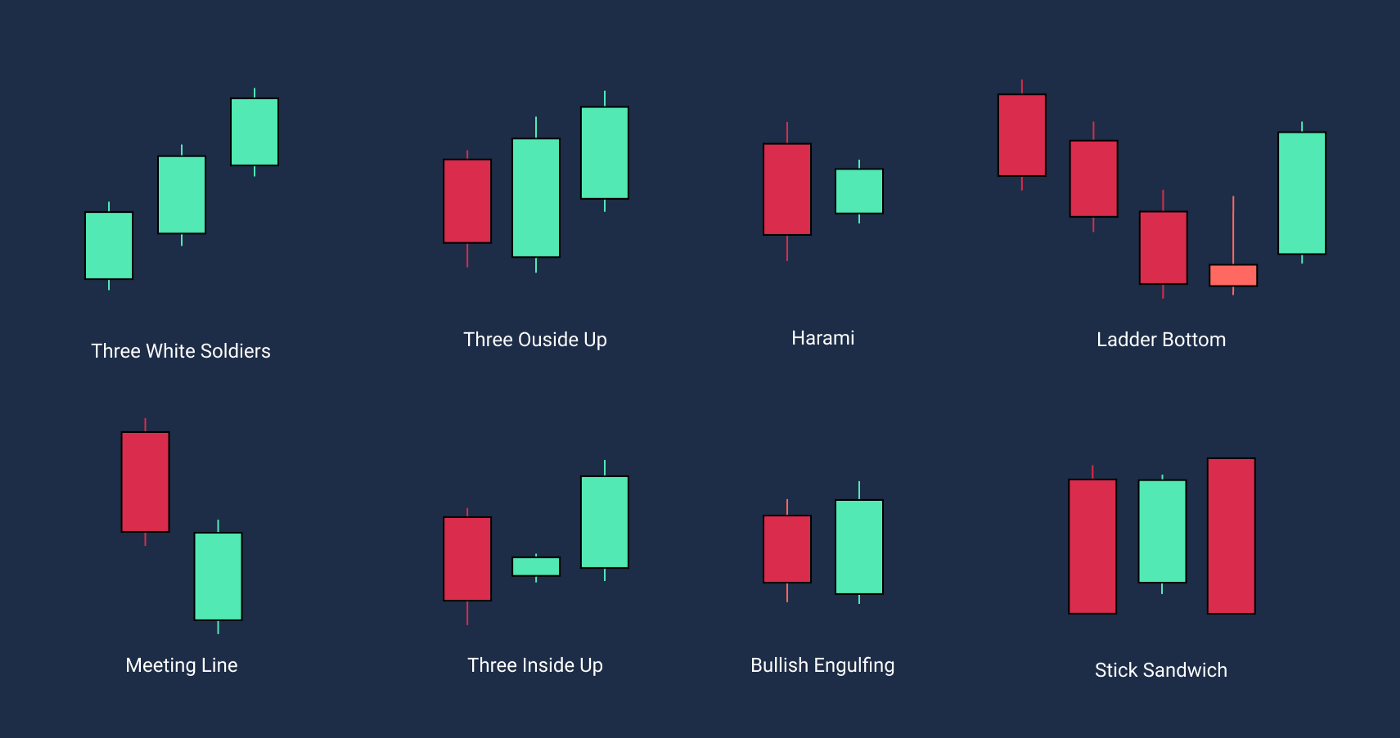 Three White Soldiers
Three Ouside Up
Harami
Ladder Bottom
Meeting Line
Three Inside Up
Bullish Engulfing
Stick Sandwich